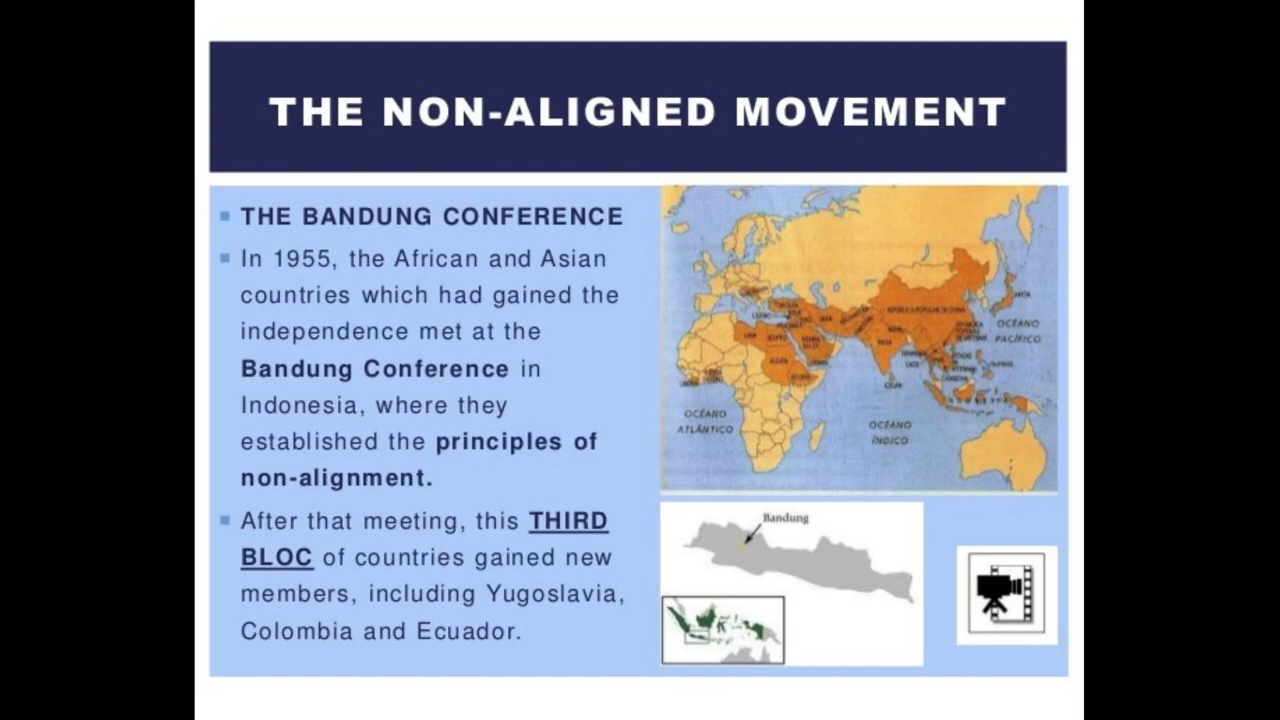 THE NON-ALIGNED MOVEMENT
THE BANDUNG CONFERENCE
In 1955, the African and Asian
countries which had gained the
independence met at the
Bandung Conference in
Indonesia, where they
established the principles of
non-alignment.
After that meeting, this THIRD
BLOC of countries gained new
members, including Yugoslavia,
Colombia and Ecuador.
OCÉANO
PACÍFICO
OCÉANO
ATLÁNTICO
OCÉANO
ÍNDICO
Bandung